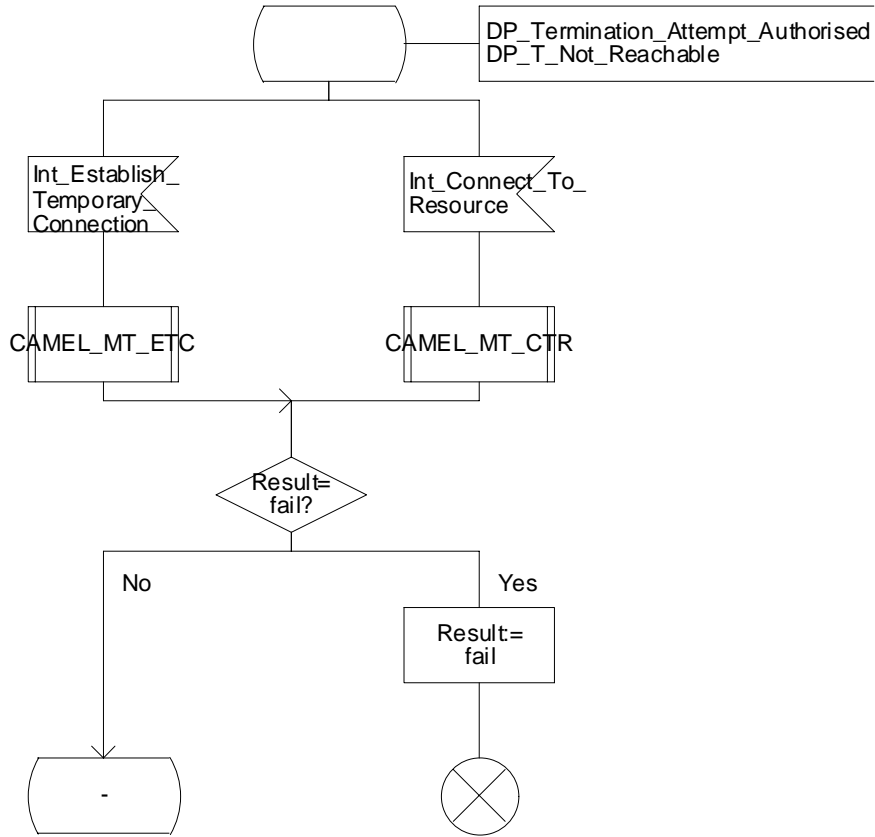 DP_Termination_Attempt_Authorised
DP_T_Not_Reachable
Int_Establish_
Temporary_
Connection
Int_Connect_To_
Resource
CAMEL_MT_ETC
CAMEL_MT_CTR
Result=
fail?
No
Yes
Result:=
fail
-